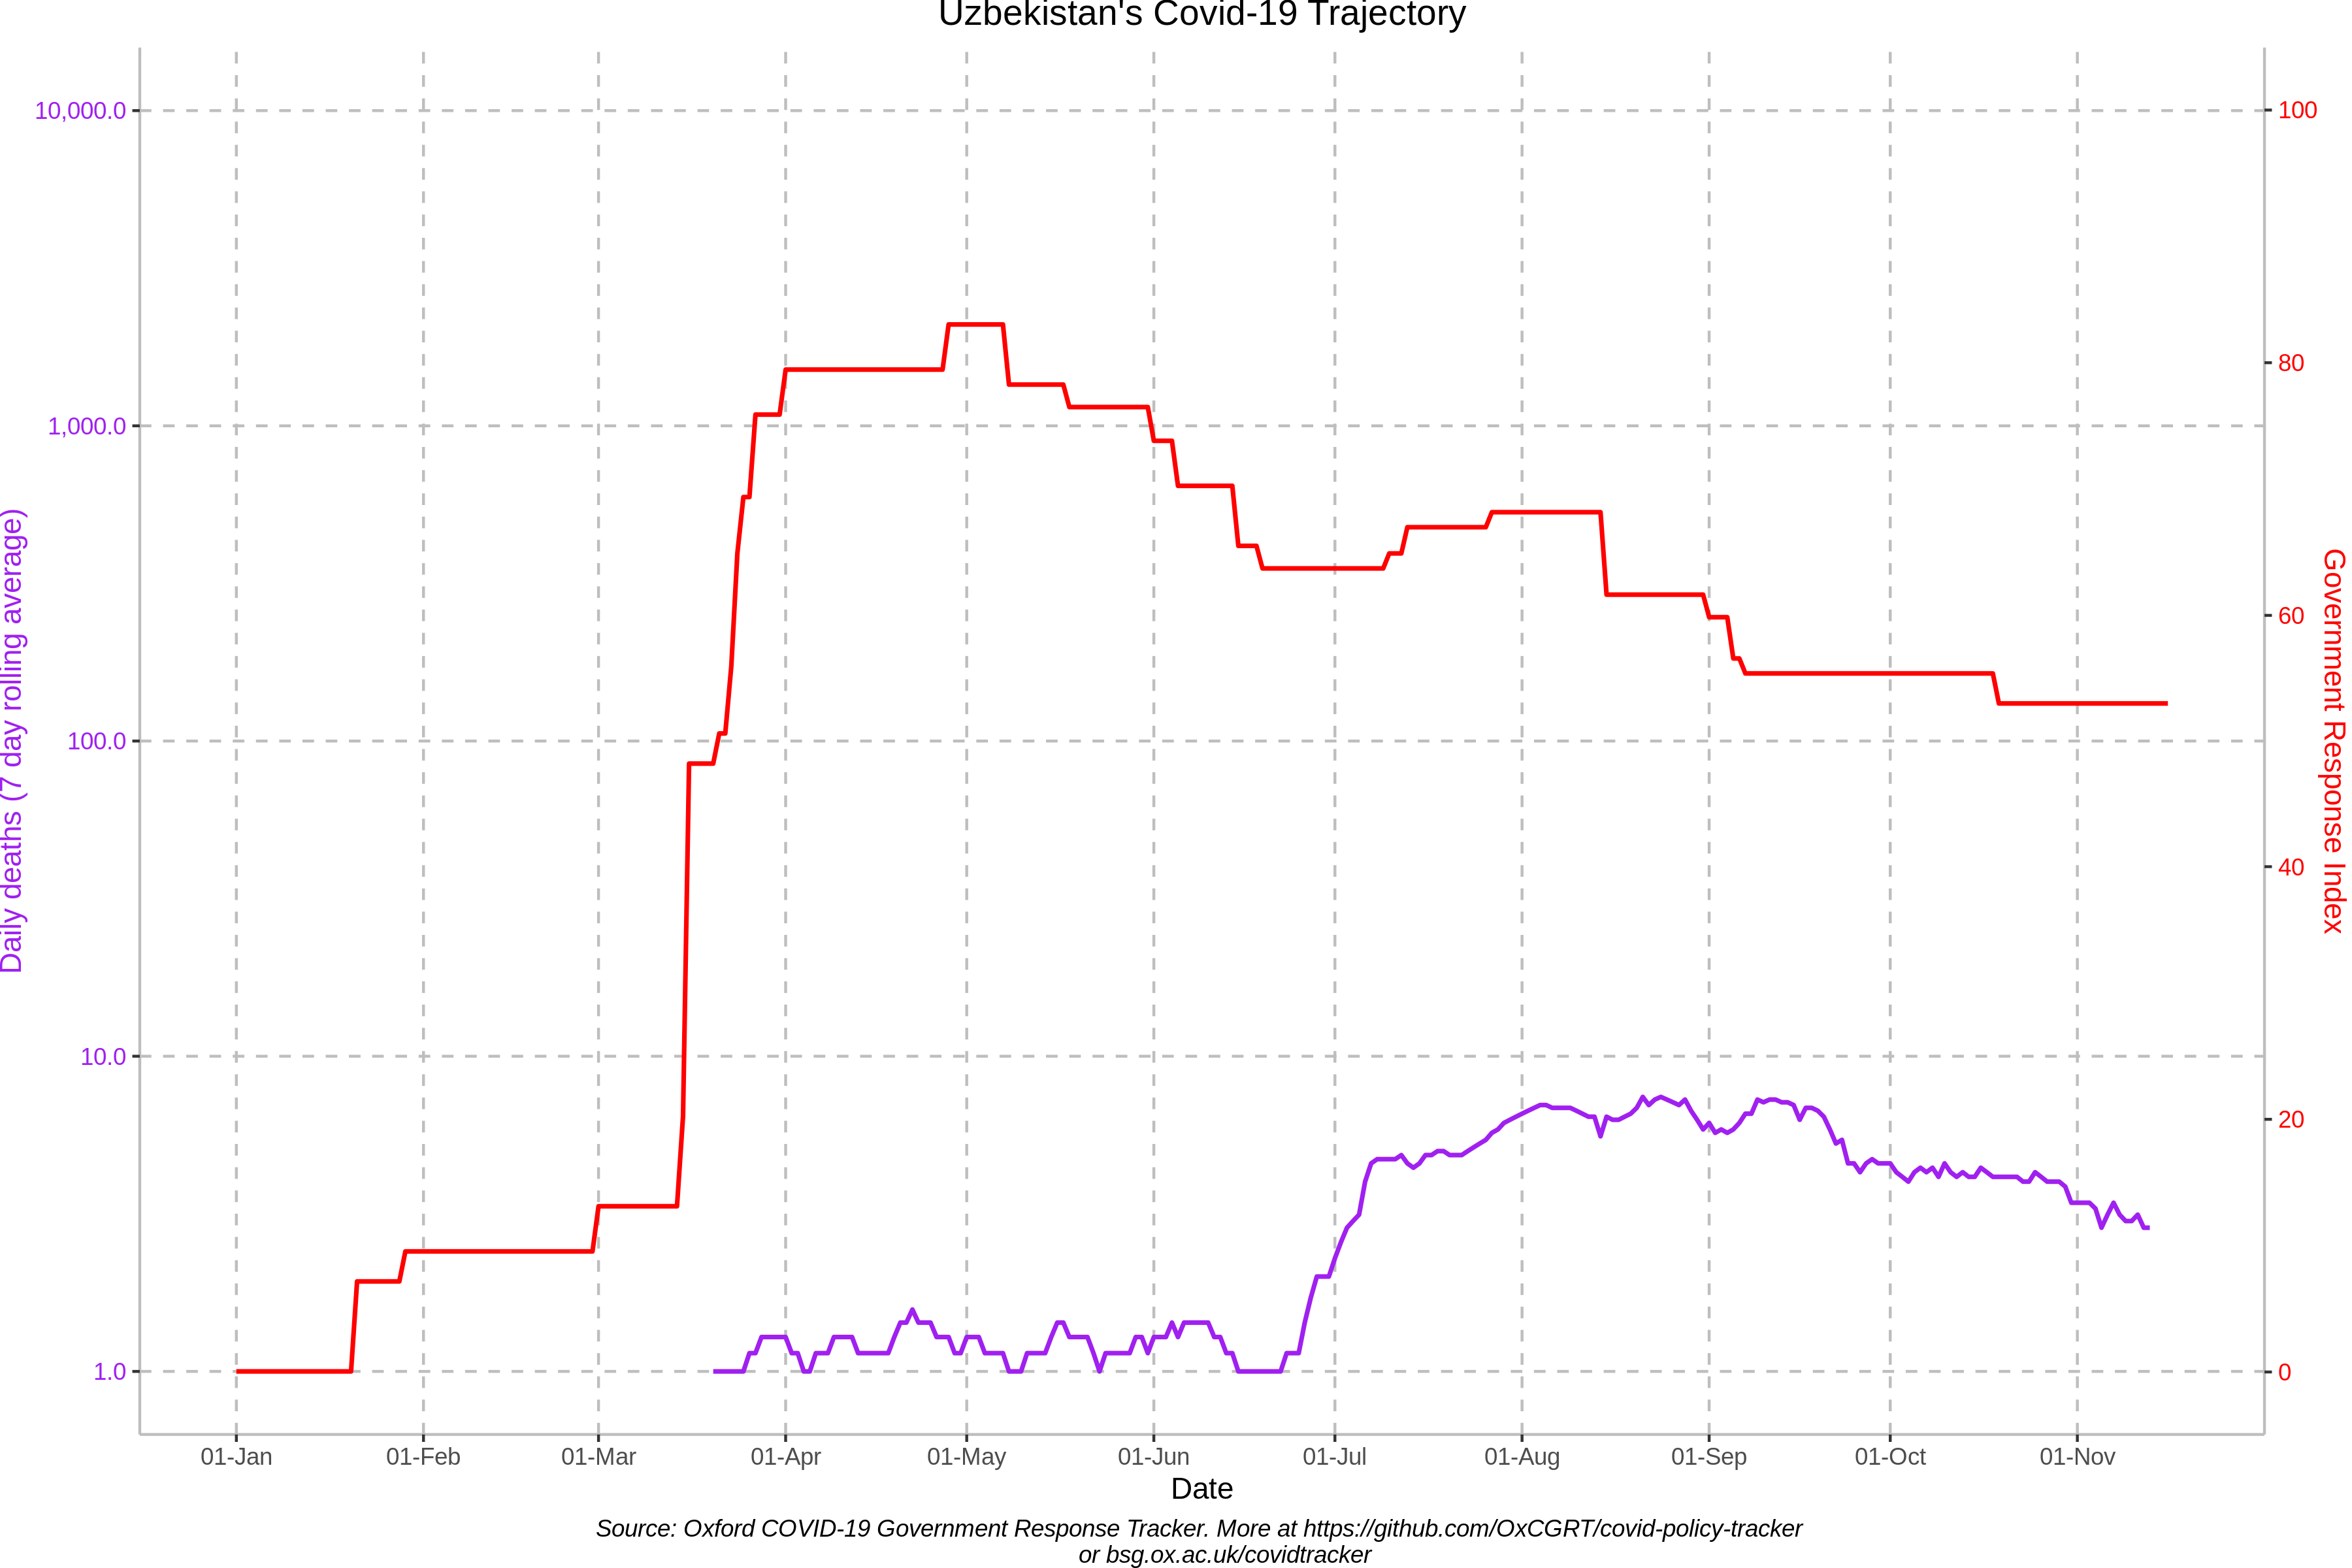 Uzbekistan's Covid-19 Trajectory
10,000.0
1,000.0
100.0
10.0
1.0
Daily deaths (7 day rolling average)
100
80
60
40
20
0
Government Response Index
01-Jan
01-Feb
01-Mar
01-Apr
01-May
01-Jun
01-Jul
01-Aug
01-Sep
01-Oct
01-Nov
Date
Source: Oxford COVID-19 Government Response Tracker. More at https://github.com/OxCGRT/covid-policy-tracker
or bsg.ox.ac.uk/covidtracker